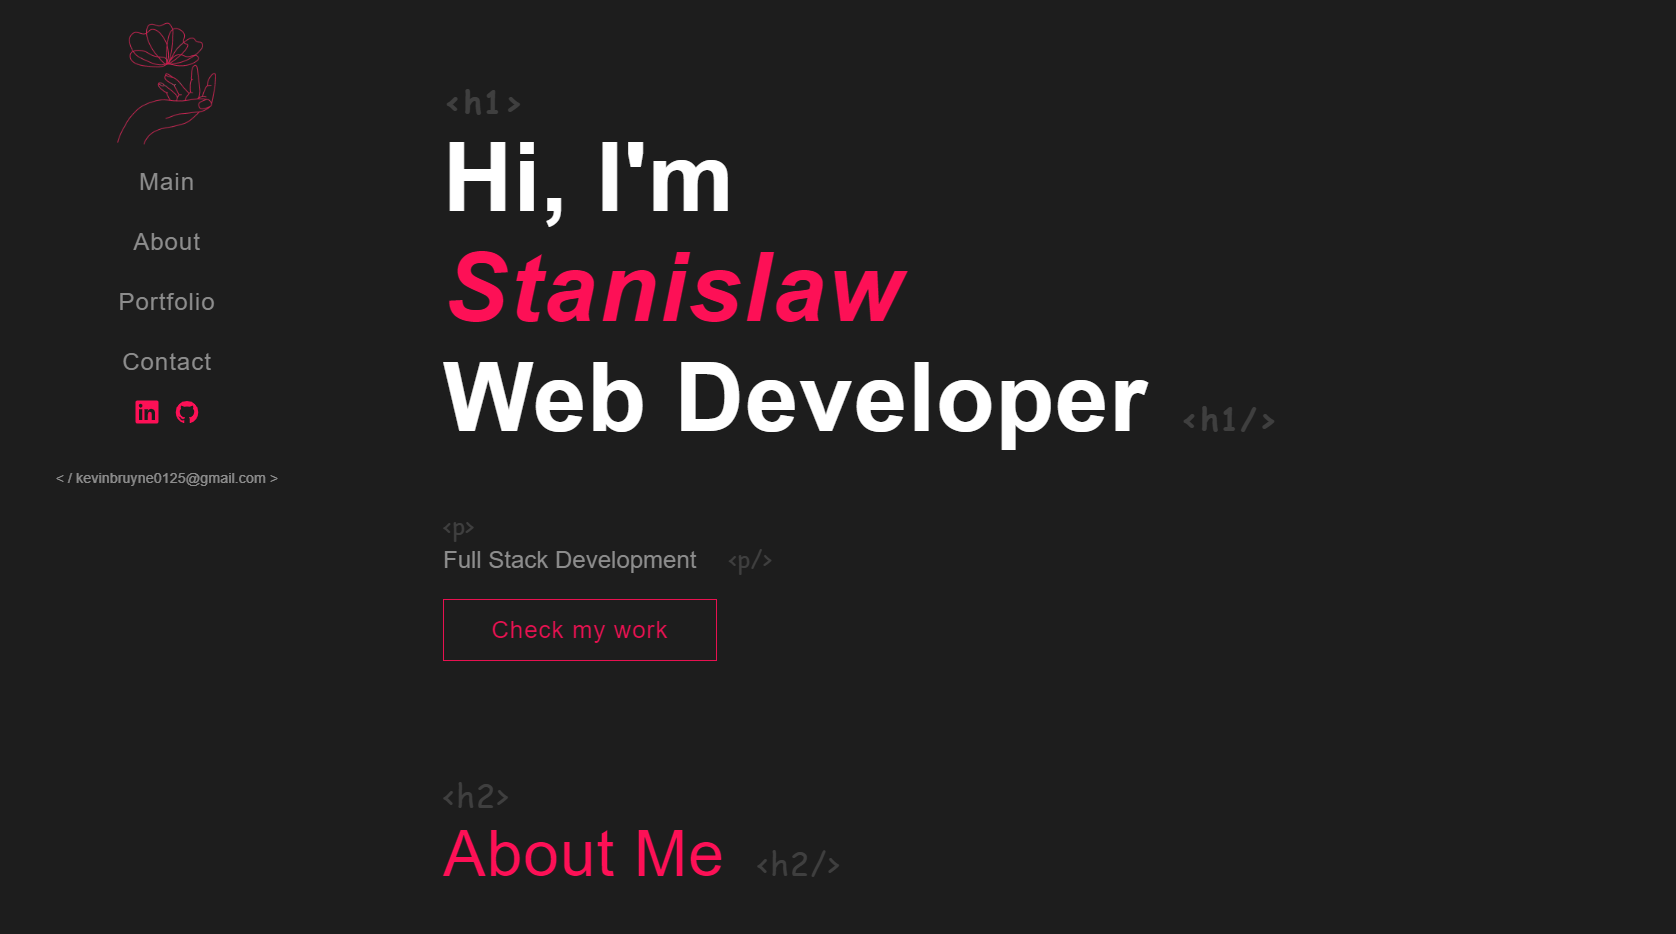 Main
About
Portfolio
Contact
< / kevinbruyne0125@gmail.com >
<h1>
Hi, I'm
Stanislaw
Web Developer <h1/>
<p>
Full Stack Development <p/>
Check my work
<h2>
About Me <h2/>